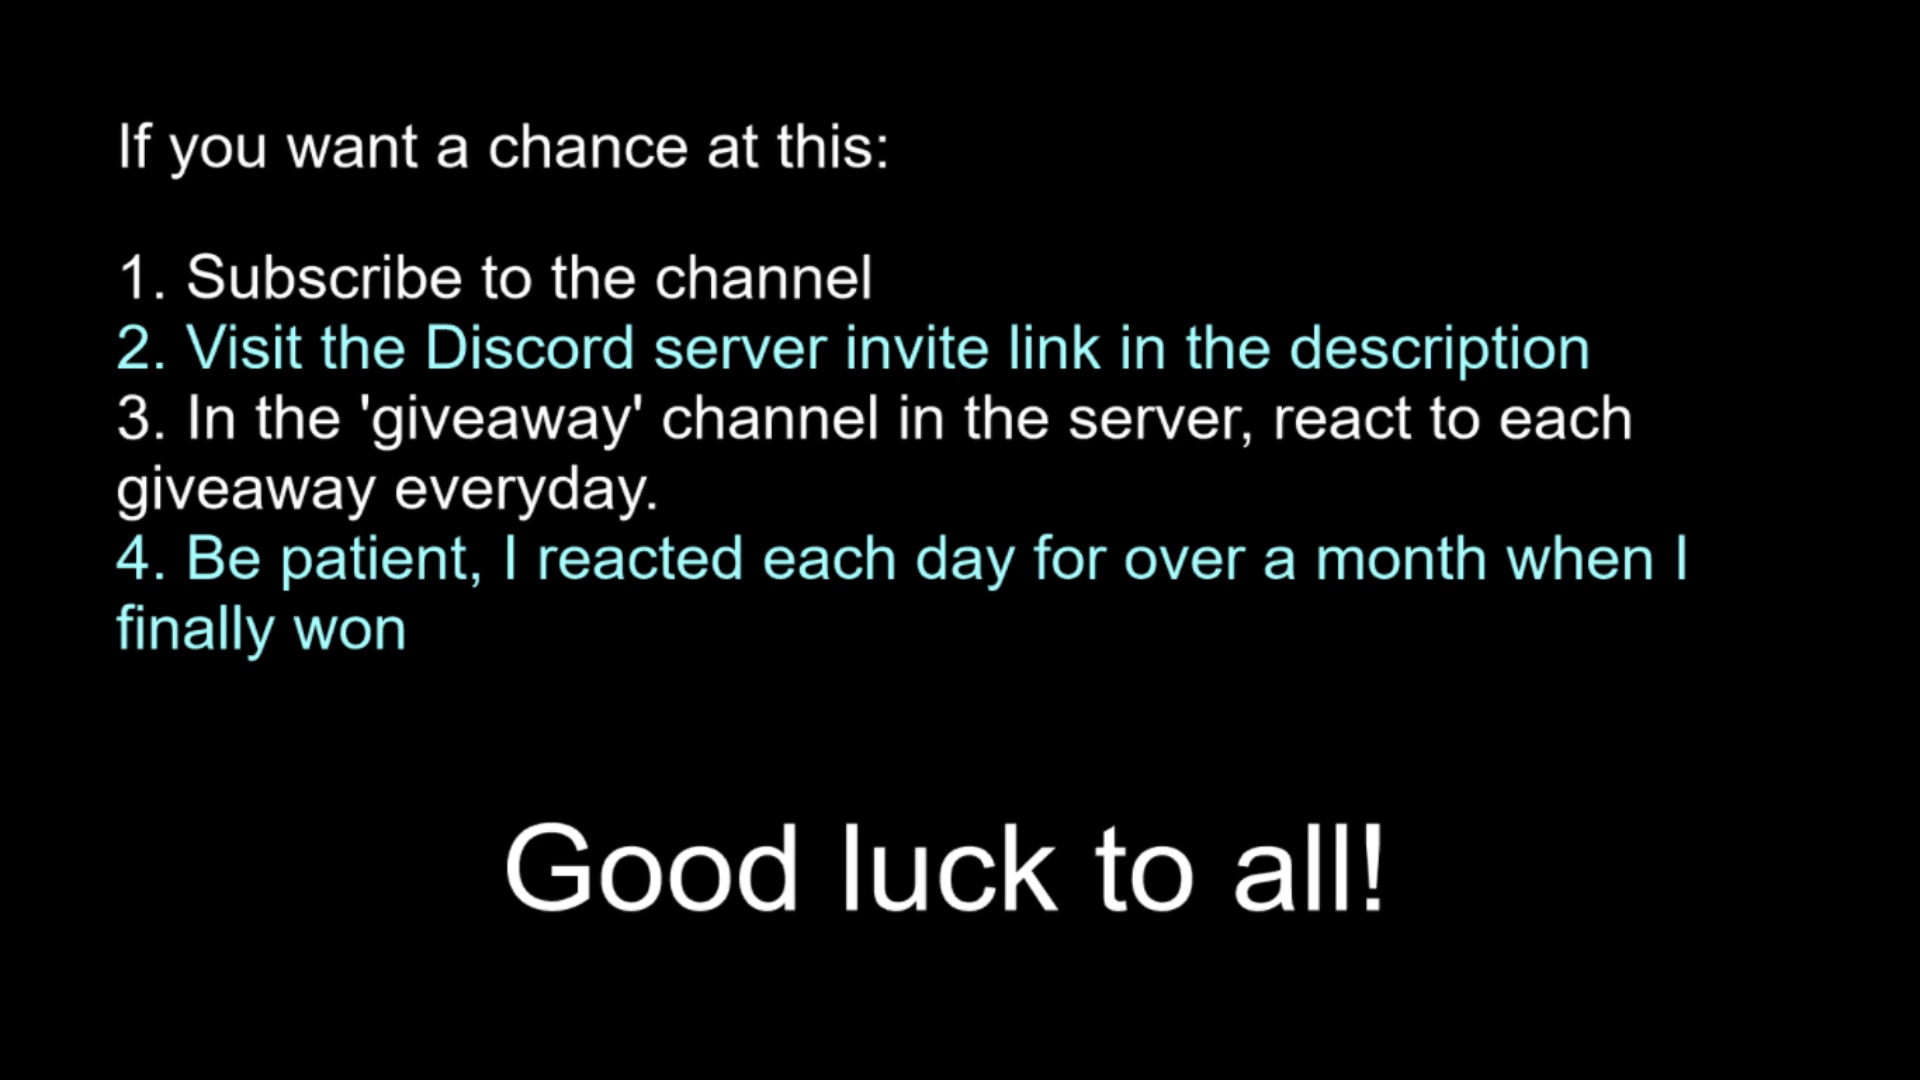 If you want a chance at this:
1. Subscribe to the channel
2. Visit the Discord server invite link in the description
3. In the 'giveaway' channel in the server, react to each
giveaway everyday.
4. Be patient, I reacted each day for over a month when I
finally won
Good luck to all!